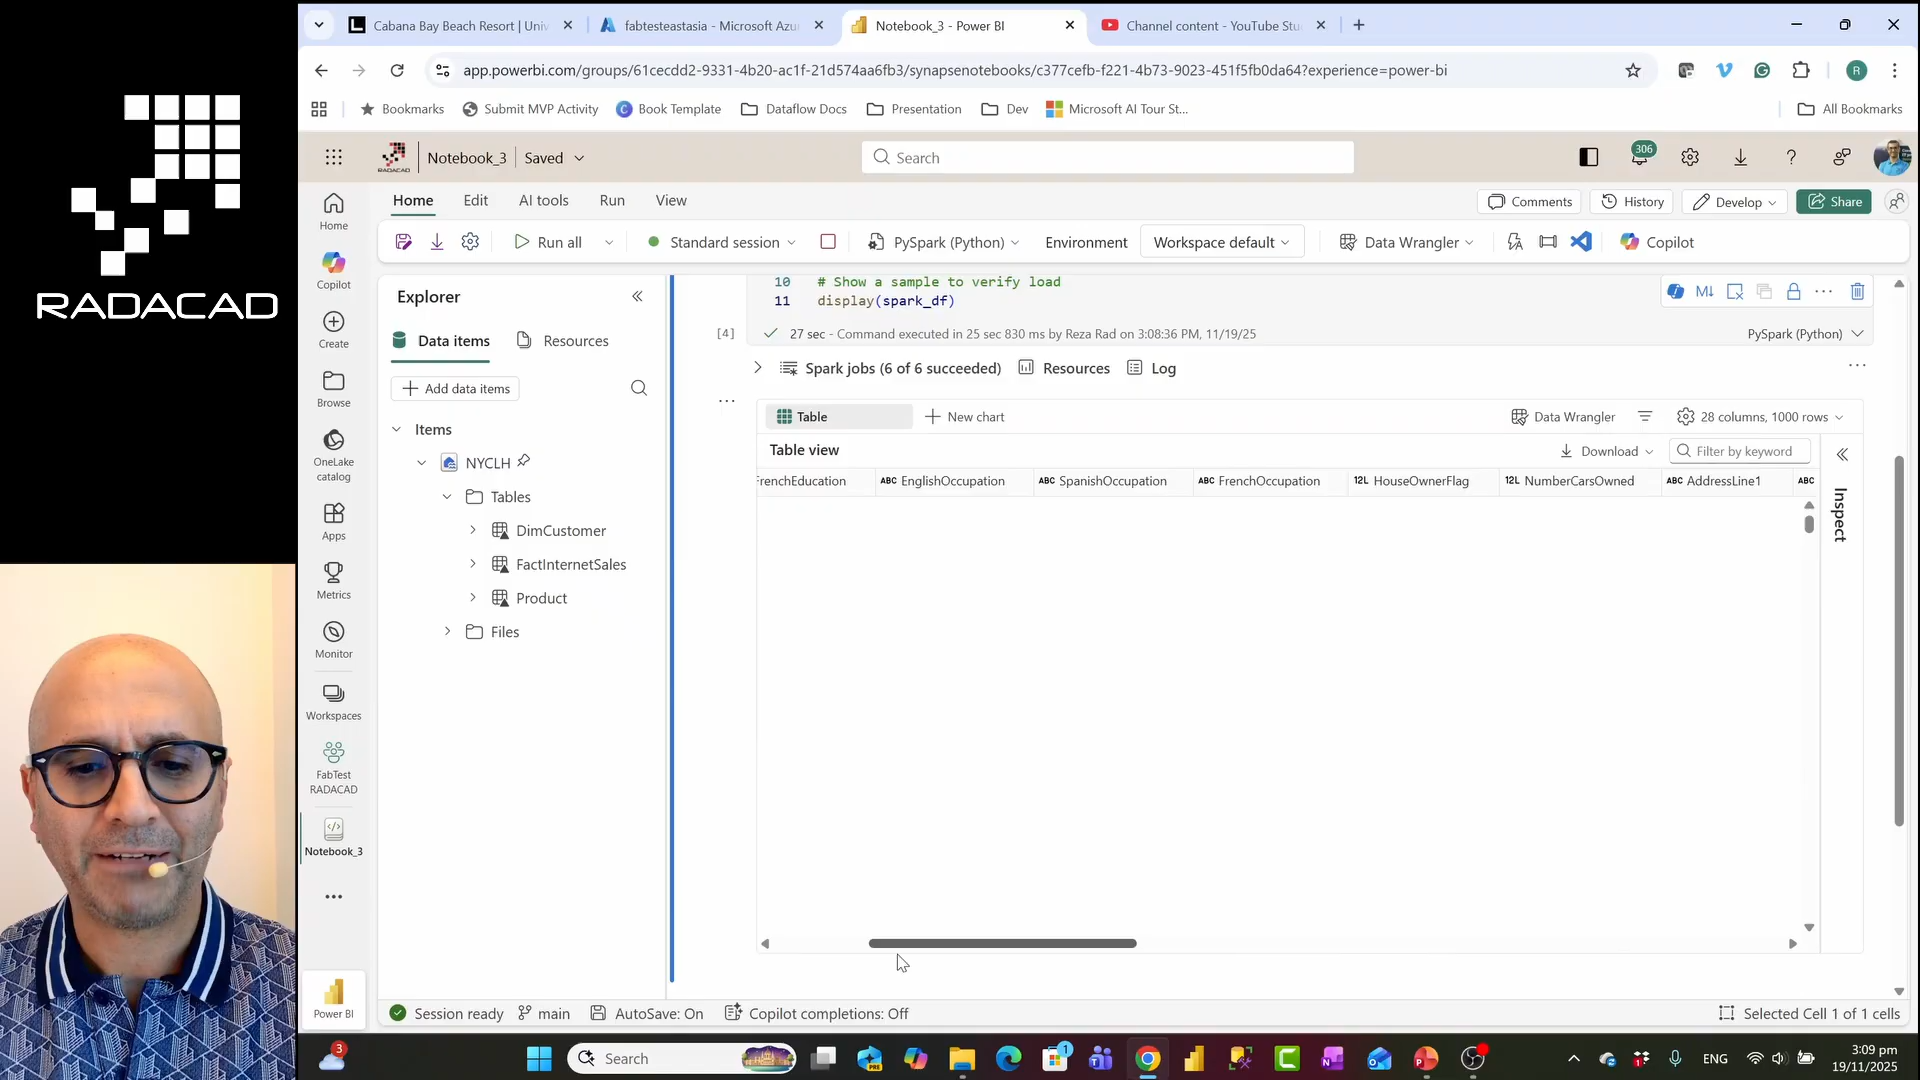 RADACAD
Cabana Bay Beach Resort | Univ
fabtesteastasia - Microsoft Azu
Notebook_3 - Power BI
Channel content - YouTube Stu
app.powerbi.com/groups/61cecdd2-9331-4b20-ac1f-21d574aa6fb3/synapsenotebooks/c377cefb-f221-4b73-9023-451f5fb0da64?experience=power-bi
R
Bookmarks
Submit MVP Activity
Book Template
Dataflow Docs
Presentation
Dev
Microsoft AI Tour St...
All Bookmarks
RADACAD
Notebook_3
Saved
Search
306
Home
Edit
AI tools
Run
View
Comments
History
Develop
Share
Run all
Standard session
PySpark (Python)
Environment
Workspace default
Data Wrangler
Copilot
Home
Copilot
Create
Browse
OneLake
catalog
Apps
Metrics
Monitor
Workspaces
FabTest
RADACAD
Notebook_3
Power BI
Explorer
Data items
Resources
Add data items
Items
NYCLH
Tables
DimCustomer
FactInternetSales
Product
Files
10 # Show a sample to verify load
11 display(spark_df)
M↓
[4]
27 sec - Command executed in 25 sec 830 ms by Reza Rad on 3:08:36 PM, 11/19/25
PySpark (Python)
Spark jobs (6 of 6 succeeded)
Resources
Log
Table
New chart
Data Wrangler
28 columns, 1000 rows
Table view
Download
Filter by keyword
FrenchEducation
ABC EnglishOccupation
ABC SpanishOccupation
ABC FrenchOccupation
12L HouseOwnerFlag
12L NumberCarsOwned
ABC AddressLine1
ABC
Inspect
Session ready
main
AutoSave: On
Copilot completions: Off
Selected Cell 1 of 1 cells
3
Search
PRE
1
ENG
3:09 pm
19/11/2025